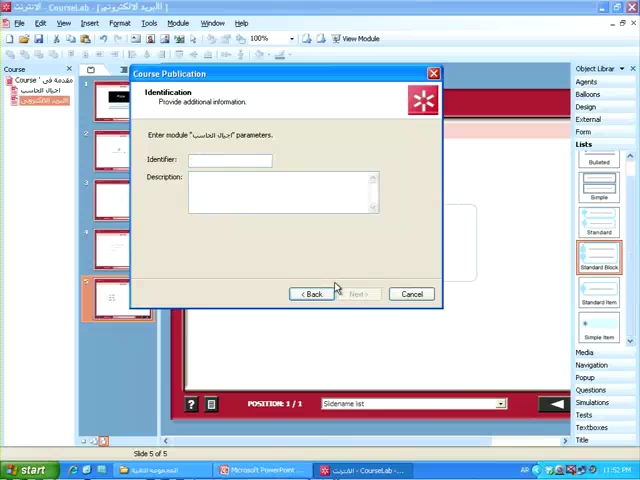 الانترنت - CourseLab - [البريد الالكتروني]
File Edit View Insert Format Tools Module Window Help
100% View Module
Course
Object Librar
Course ' مقدمة فى
اجيال الحاسب
البريد الالكتروني
1
2
3
4
5
Course Publication
Identification
Provide additional information.
Enter module "اجيال الحاسب" parameters.
Identifier:
Description:
< Back
Next >
Cancel
Agents
Balloons
Design
External
Form
Lists
Bulleted
Simple
Standard
Standard Block
Standard Item
Simple Item
Media
Navigation
Popup
Questions
Simulations
Tests
Textboxes
Title
?
POSITION: 1 / 1
Slidename list
Slide 5 of 5
start
Microsoft PowerPoint ...
الانترنت - CourseLab -...
AR
11:52 PM